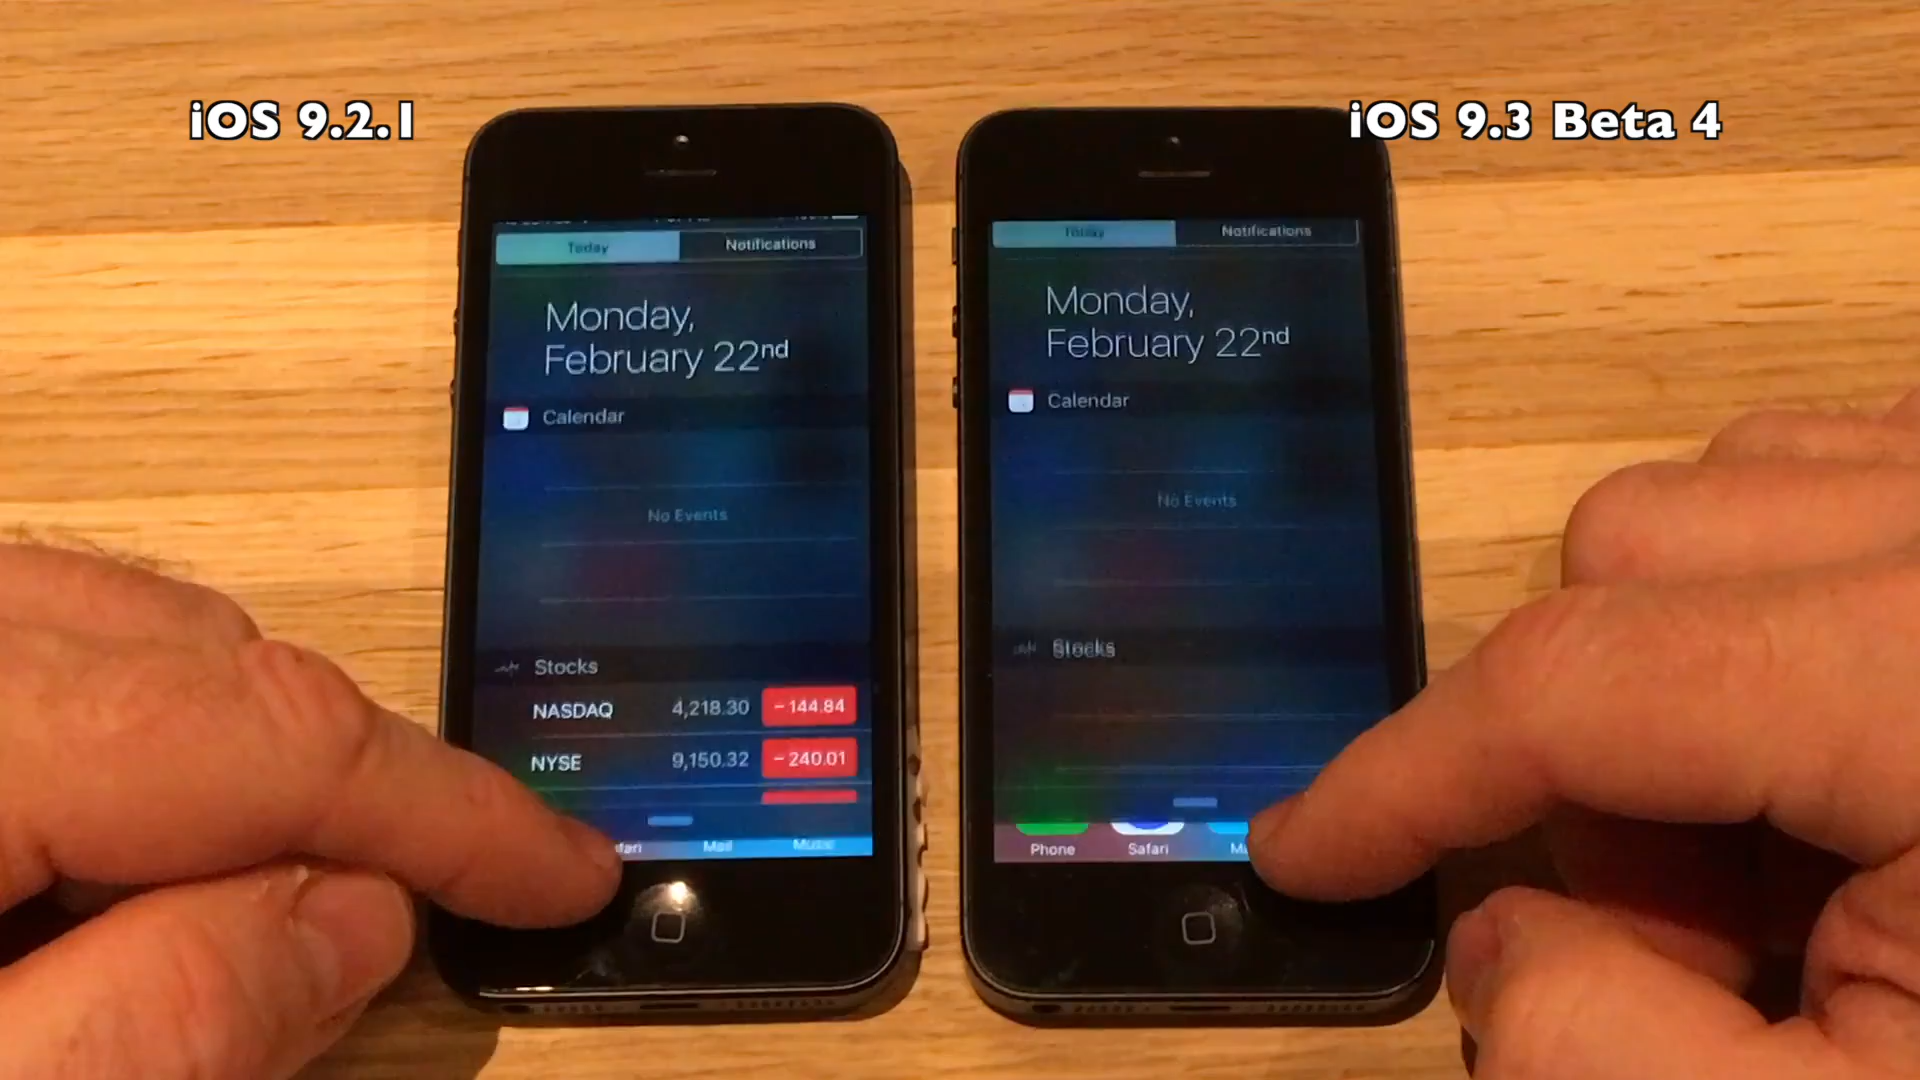 iOS 9.2.1
iOS 9.3 Beta 4
Today
Notifications
Monday,
February 22nd
Calendar
No Events
Stocks
NASDAQ 4,218.30 -144.84
NYSE 9,150.32 -240.01
Mail
Music
Today
Notifications
Monday,
February 22nd
Calendar
No Events
Stocks
Phone
Safari